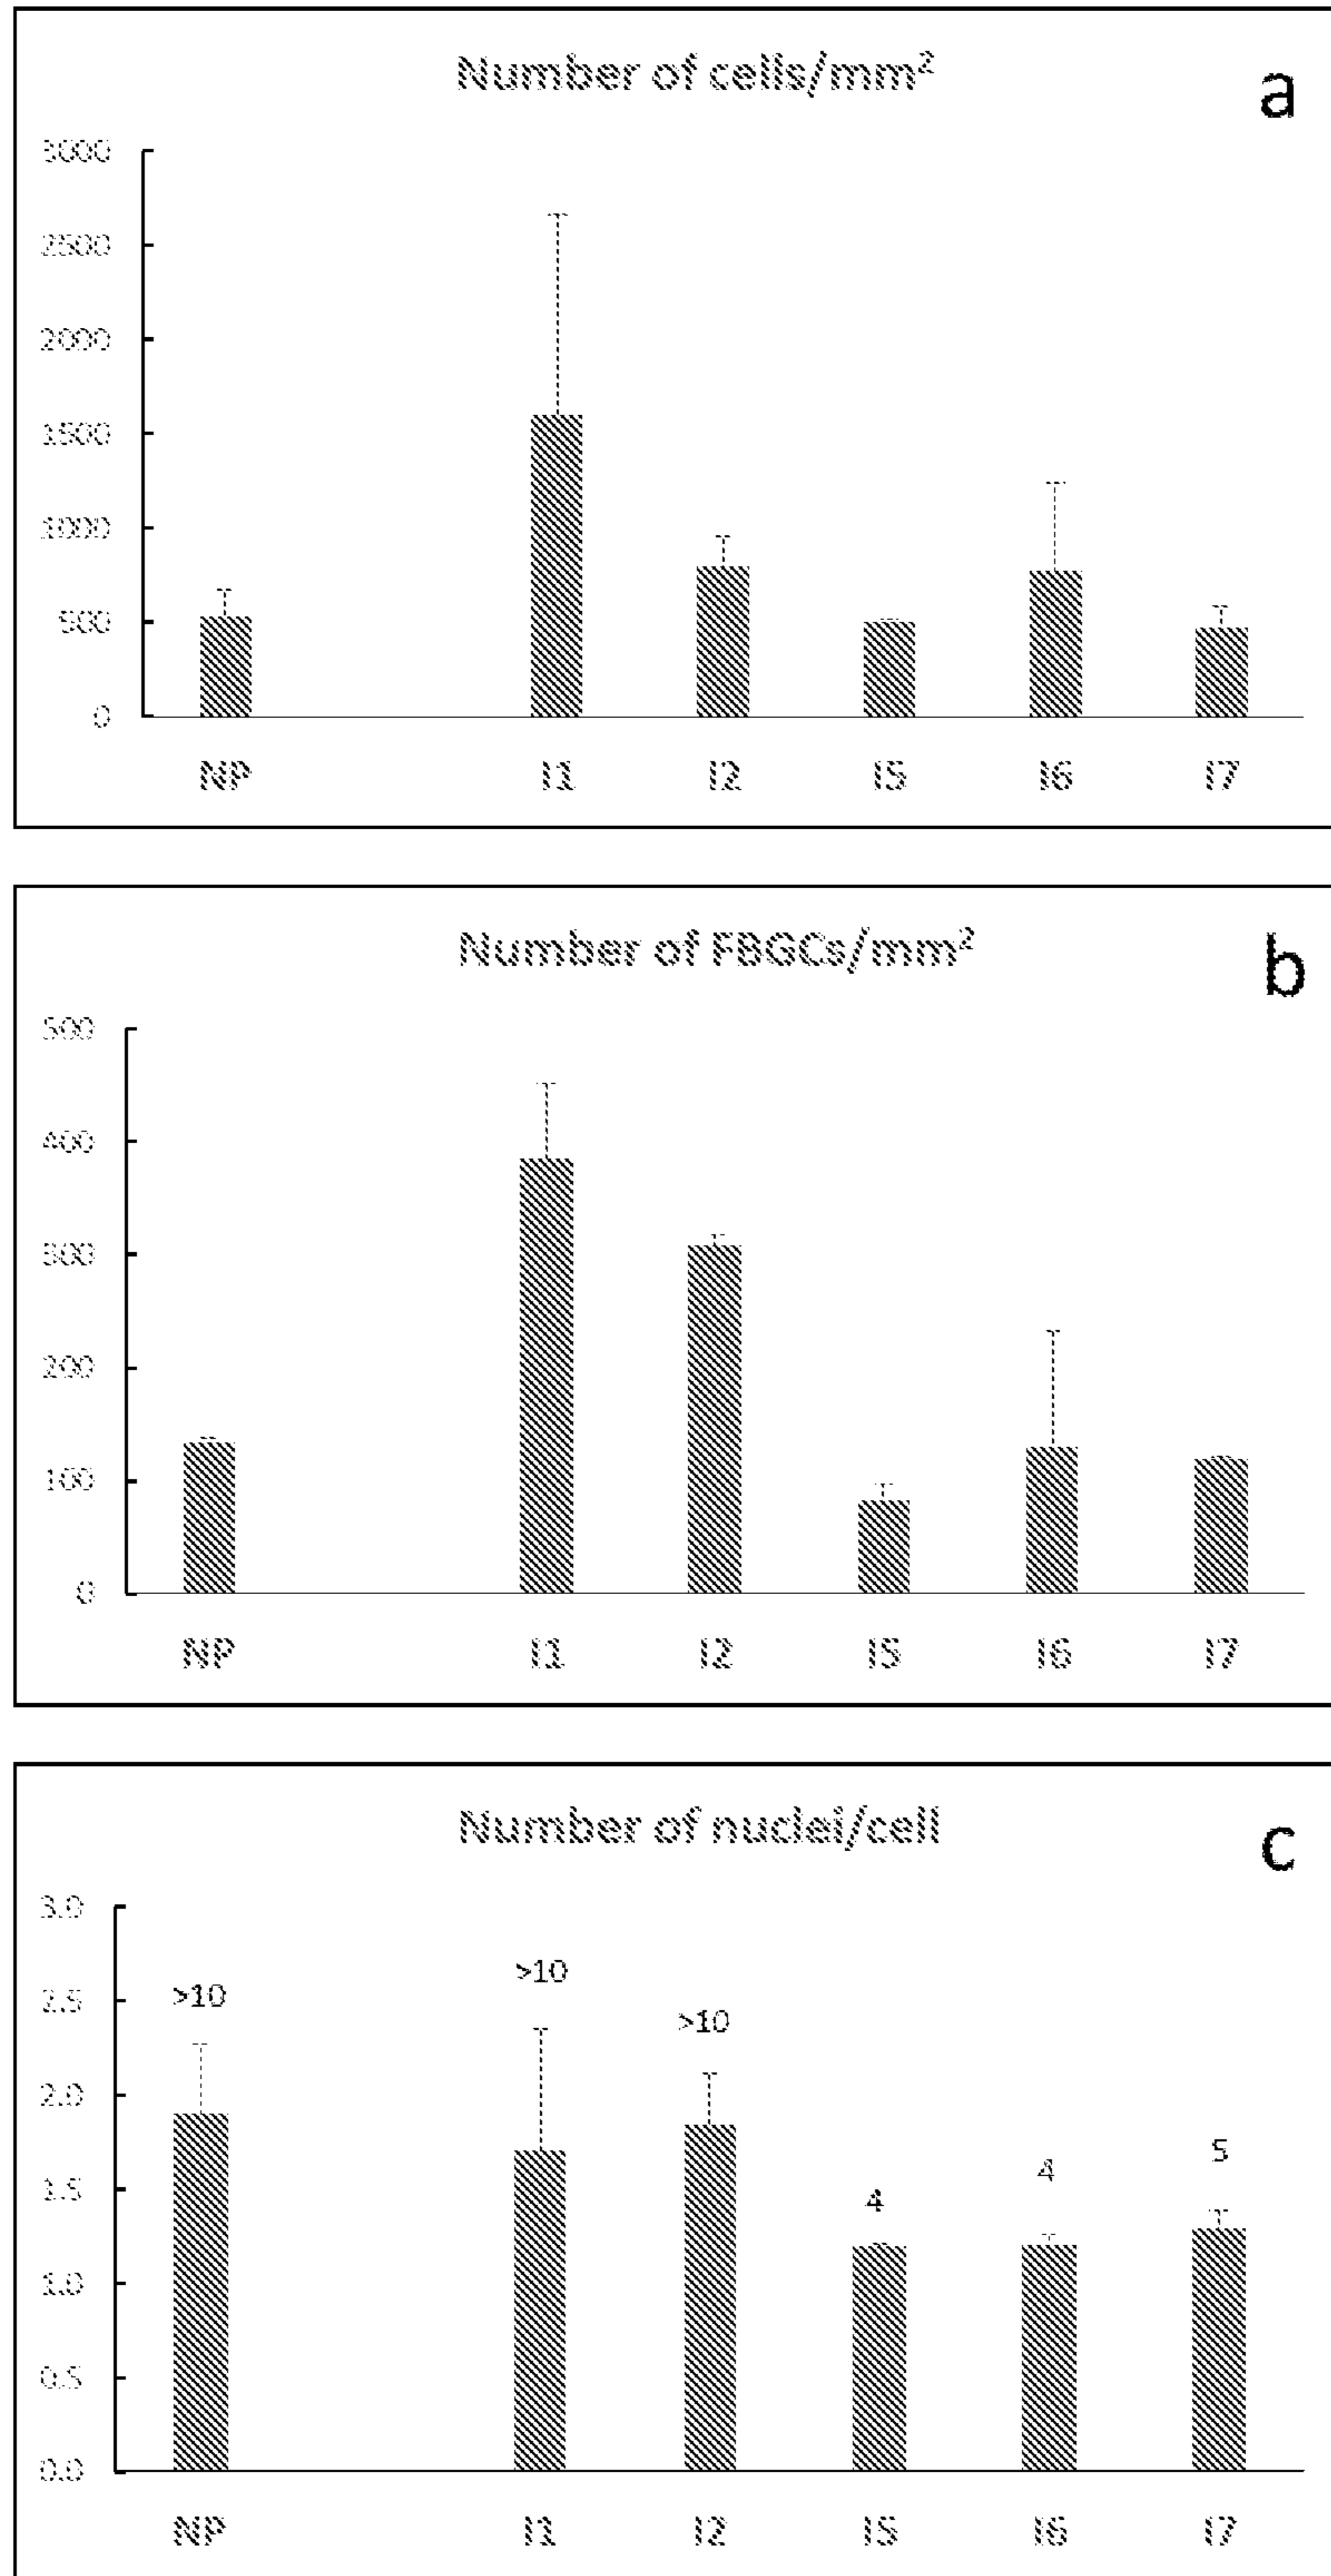 Number of cells/mm²
a
3000
2500
2000
1500
1000
500
0
NP I1 I2 I5 I6 I7
Number of FBGCs/mm²
b
500
400
300
200
100
0
NP I1 I2 I5 I6 I7
Number of nuclei/cell
c
3.0
2.5
2.0
1.5
1.0
0.5
0.0
>10 >10 >10 4 4 5
NP I1 I2 I5 I6 I7